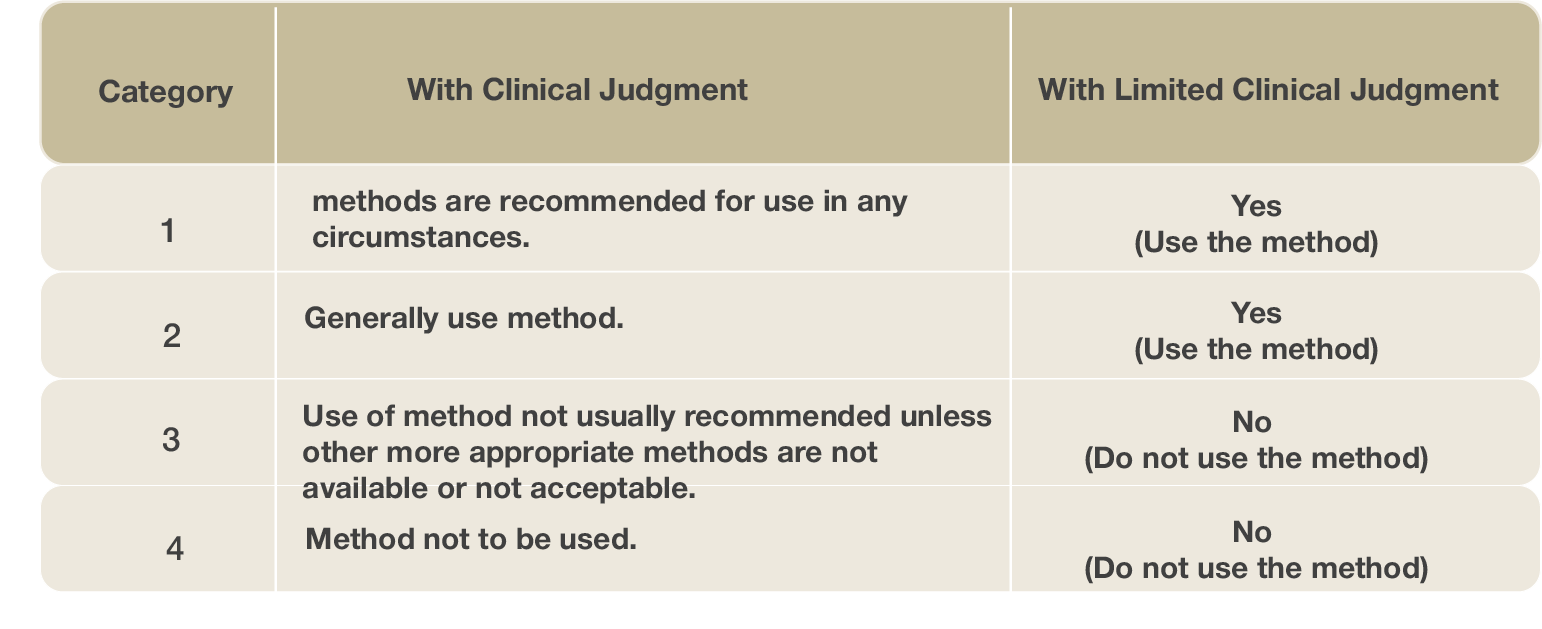 Category
With Clinical Judgment
With Limited Clinical Judgment
1
methods are recommended for use in any
circumstances.
Yes
(Use the method)
2
Generally use method.
Yes
(Use the method)
3
Use of method not usually recommended unless
other more appropriate methods are not
available or not acceptable.
No
(Do not use the method)
4
Method not to be used.
No
(Do not use the method)